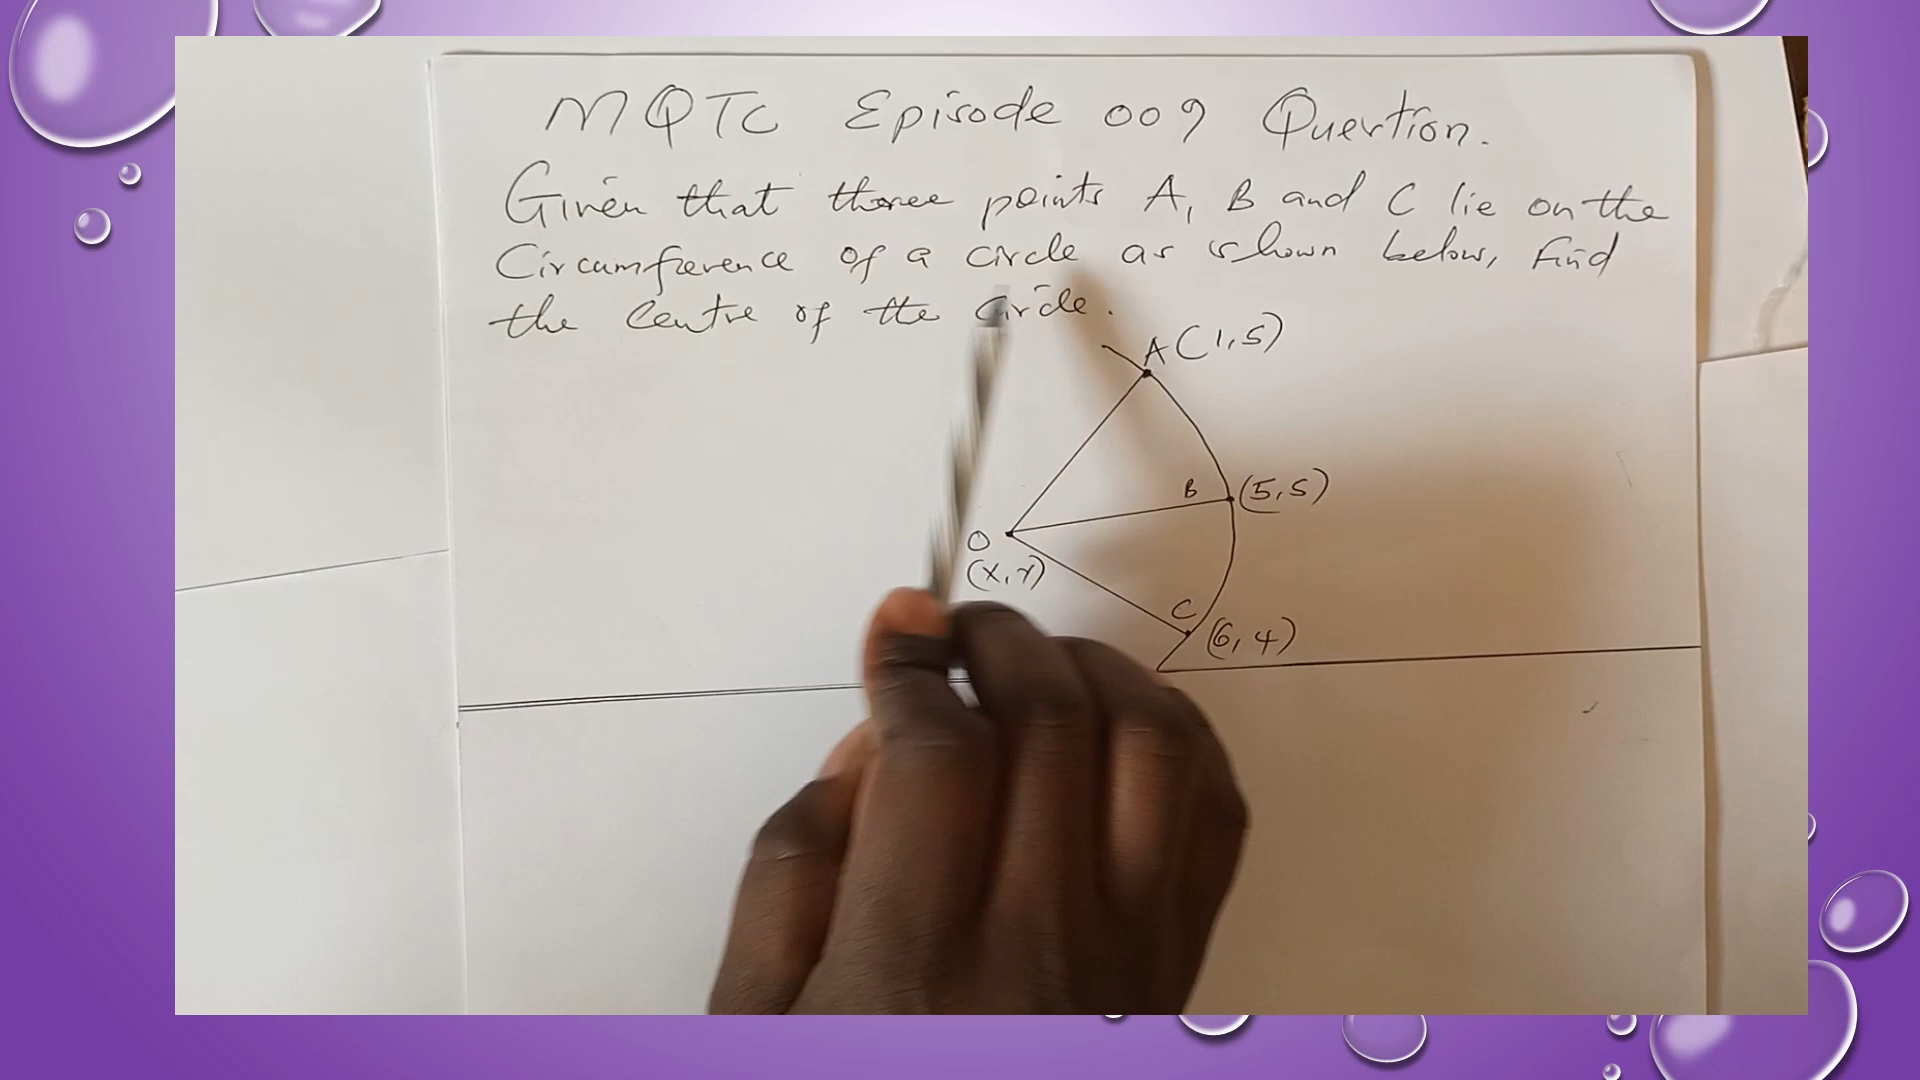 MQTC Episode 009 Question.
Given that three points A, B and C lie on the
Circumference of a circle as shown below, find
the Centre of the circle.
A (1,5)
B (5,5)
O
(x,y)
C (6,4)